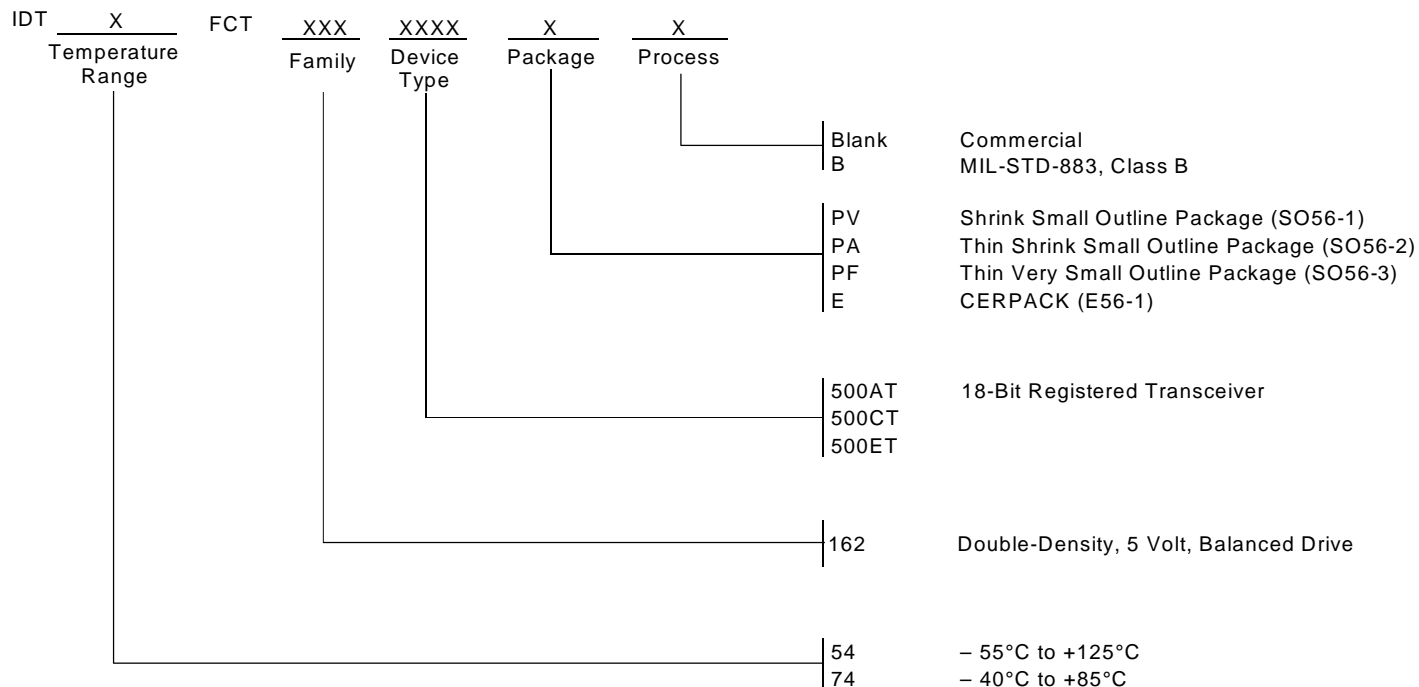 IDT X FCT XXX XXXX X X
Temperature Range Family Device Type Package Process
Blank Commercial
B MIL-STD-883, Class B
PV Shrink Small Outline Package (SO56-1)
PA Thin Shrink Small Outline Package (SO56-2)
PF Thin Very Small Outline Package (SO56-3)
E CERPACK (E56-1)
500AT 18-Bit Registered Transceiver
500CT
500ET
162 Double-Density, 5 Volt, Balanced Drive
54 – 55°C to +125°C
74 – 40°C to +85°C